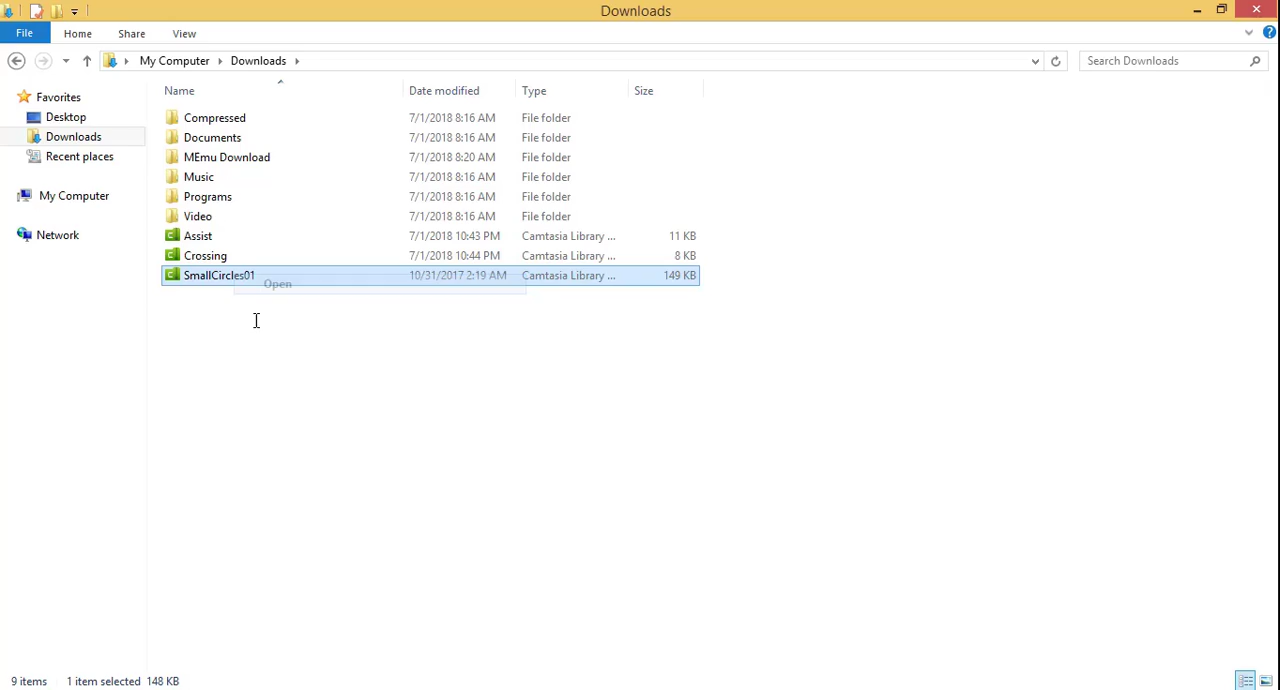 Downloads
File Home Share View
My Computer Downloads Search Downloads
Name Date modified Type Size
Favorites
Desktop
Downloads
Recent places
My Computer
Network
Compressed 7/1/2018 8:16 AM File folder
Documents 7/1/2018 8:16 AM File folder
MEmu Download 7/1/2018 8:20 AM File folder
Music 7/1/2018 8:16 AM File folder
Programs 7/1/2018 8:16 AM File folder
Video 7/1/2018 8:16 AM File folder
Assist 7/1/2018 10:43 PM Camtasia Library ... 11 KB
Crossing 7/1/2018 10:44 PM Camtasia Library ... 8 KB
SmallCircles01 10/31/2017 2:19 AM Camtasia Library ... 149 KB
Open
9 items 1 item selected 148 KB